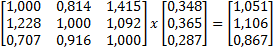 [1,000 0,814 1,415] [0,348] [1,051]
[1,228 1,000 1,092] x [0,365] = [1,106]
[0,707 0,916 1,000] [0,287] [0,867]